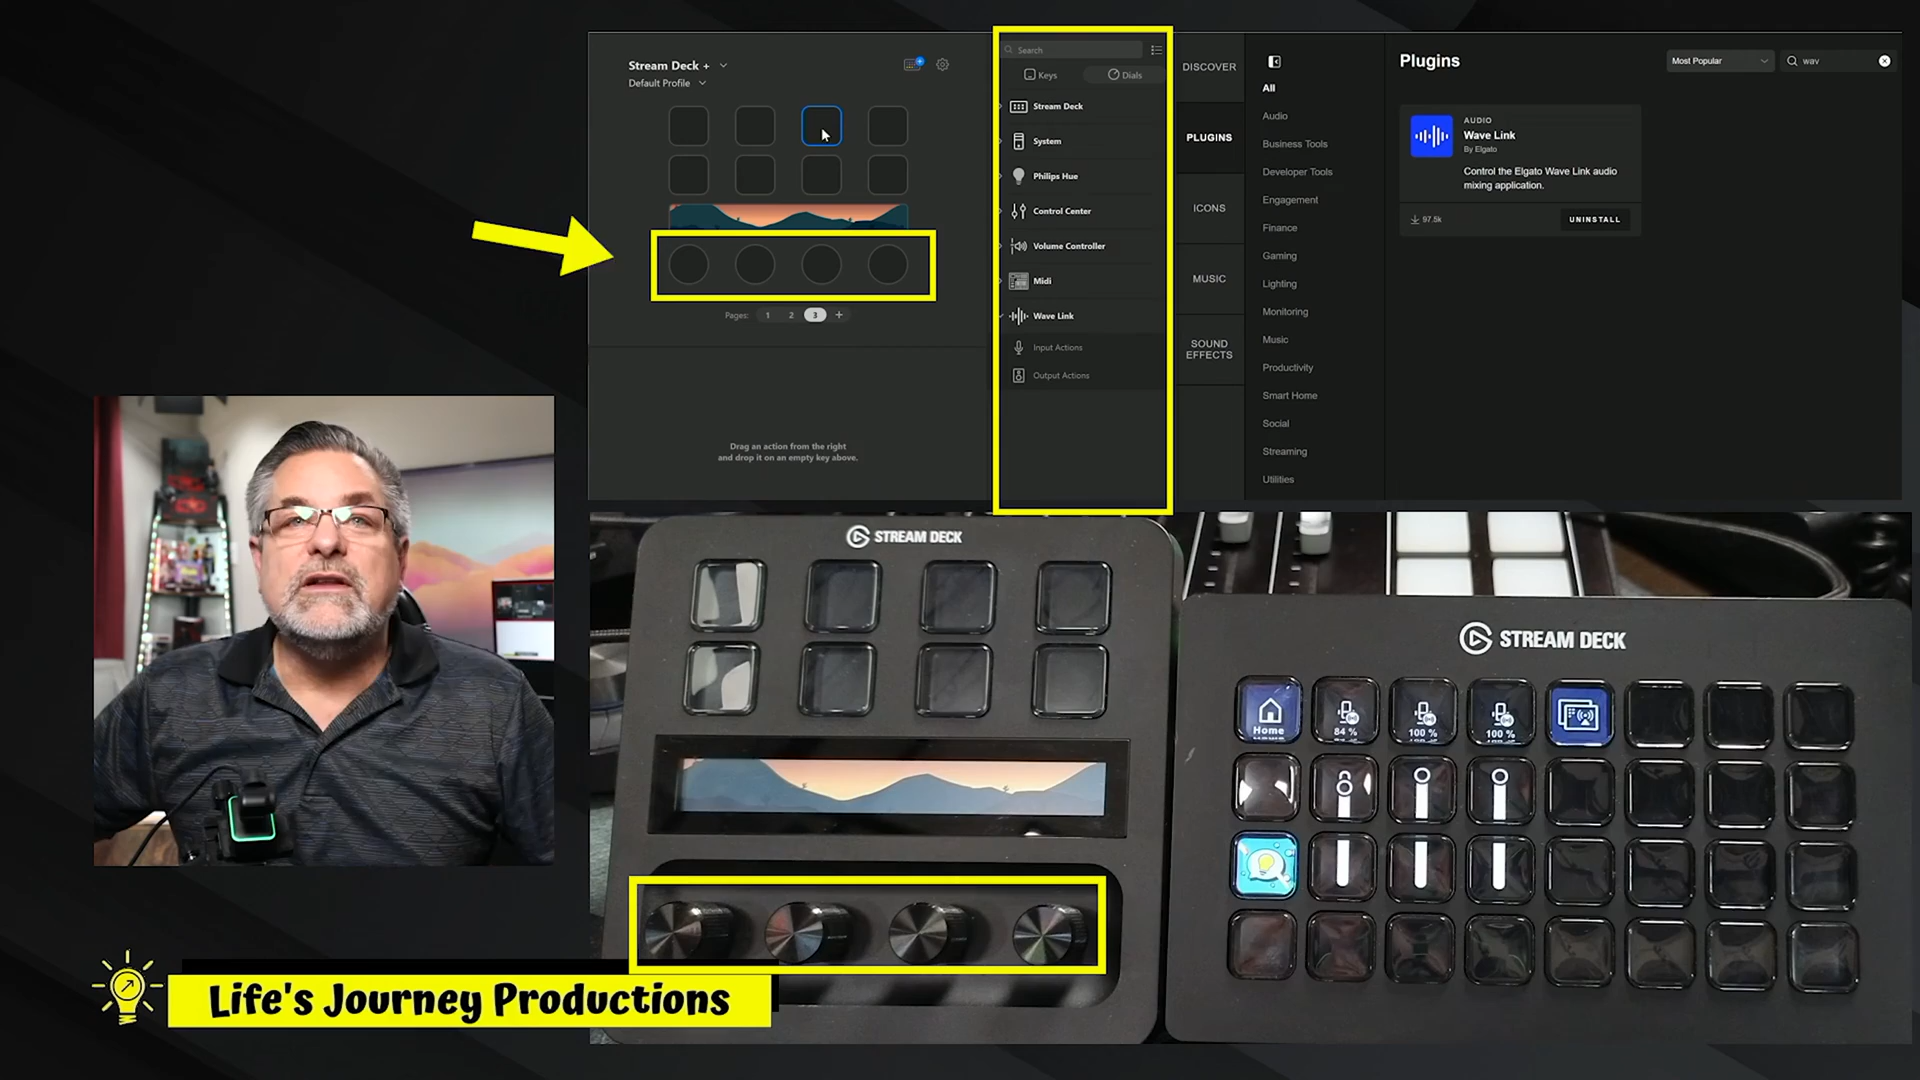 Stream Deck +
Default Profile
Pages: 1 2 3 +
Drag an action from the right
and drop it on an empty key above.
Search
Keys Dials
Stream Deck
System
Philips Hue
Control Center
Volume Controller
Midi
Wave Link
Input Actions
Output Actions
DISCOVER
PLUGINS
ICONS
MUSIC
SOUND
EFFECTS
All
Audio
Business Tools
Developer Tools
Engagement
Finance
Gaming
Lighting
Monitoring
Music
Productivity
Smart Home
Social
Streaming
Utilities
Plugins
Most Popular
wav
AUDIO
Wave Link
By Elgato
Control the Elgato Wave Link audio
mixing application.
97.5k
UNINSTALL
STREAM DECK
STREAM DECK
Home
84 %
100 %
100 %
Life's Journey Productions